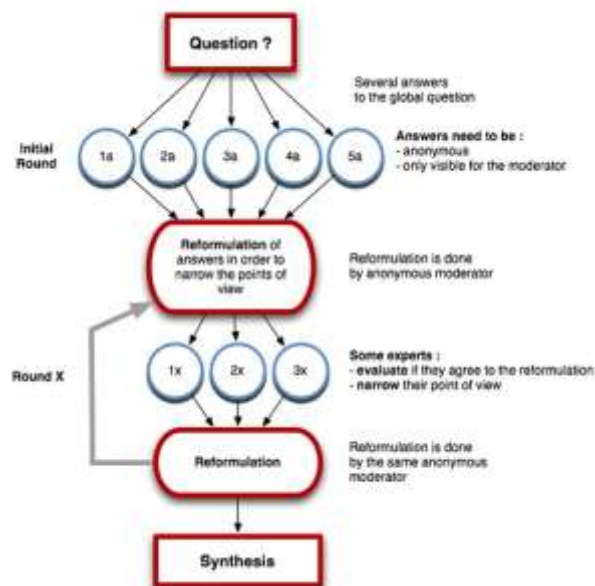 Question ?
Several answers
to the global question
Initial
Round
1a
2a
3a
4a
5a
Answers need to be :
- anonymous
- only visible for the moderator
Reformulation of
answers in order to
narrow the points of
view
Reformulation is done
by anonymous moderator
Round X
1x
2x
3x
Some experts :
- evaluate if they agree to the reformulation
- narrow their point of view
Reformulation
Reformulation is done
by the same anonymous
moderator
Synthesis